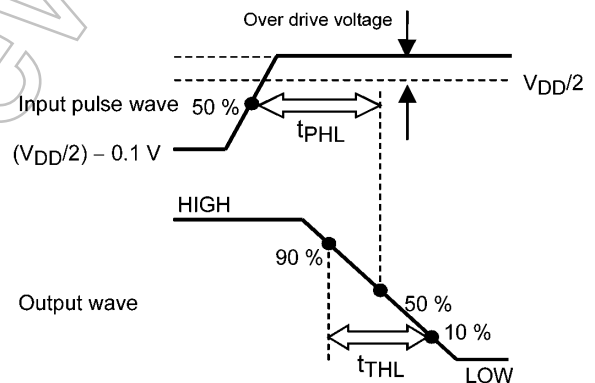 Over drive voltage
V_DD/2
Input pulse wave 50 %
t_PHL
(V_DD/2) – 0.1 V
HIGH
90 %
50 %
Output wave
10 %
t_THL
LOW